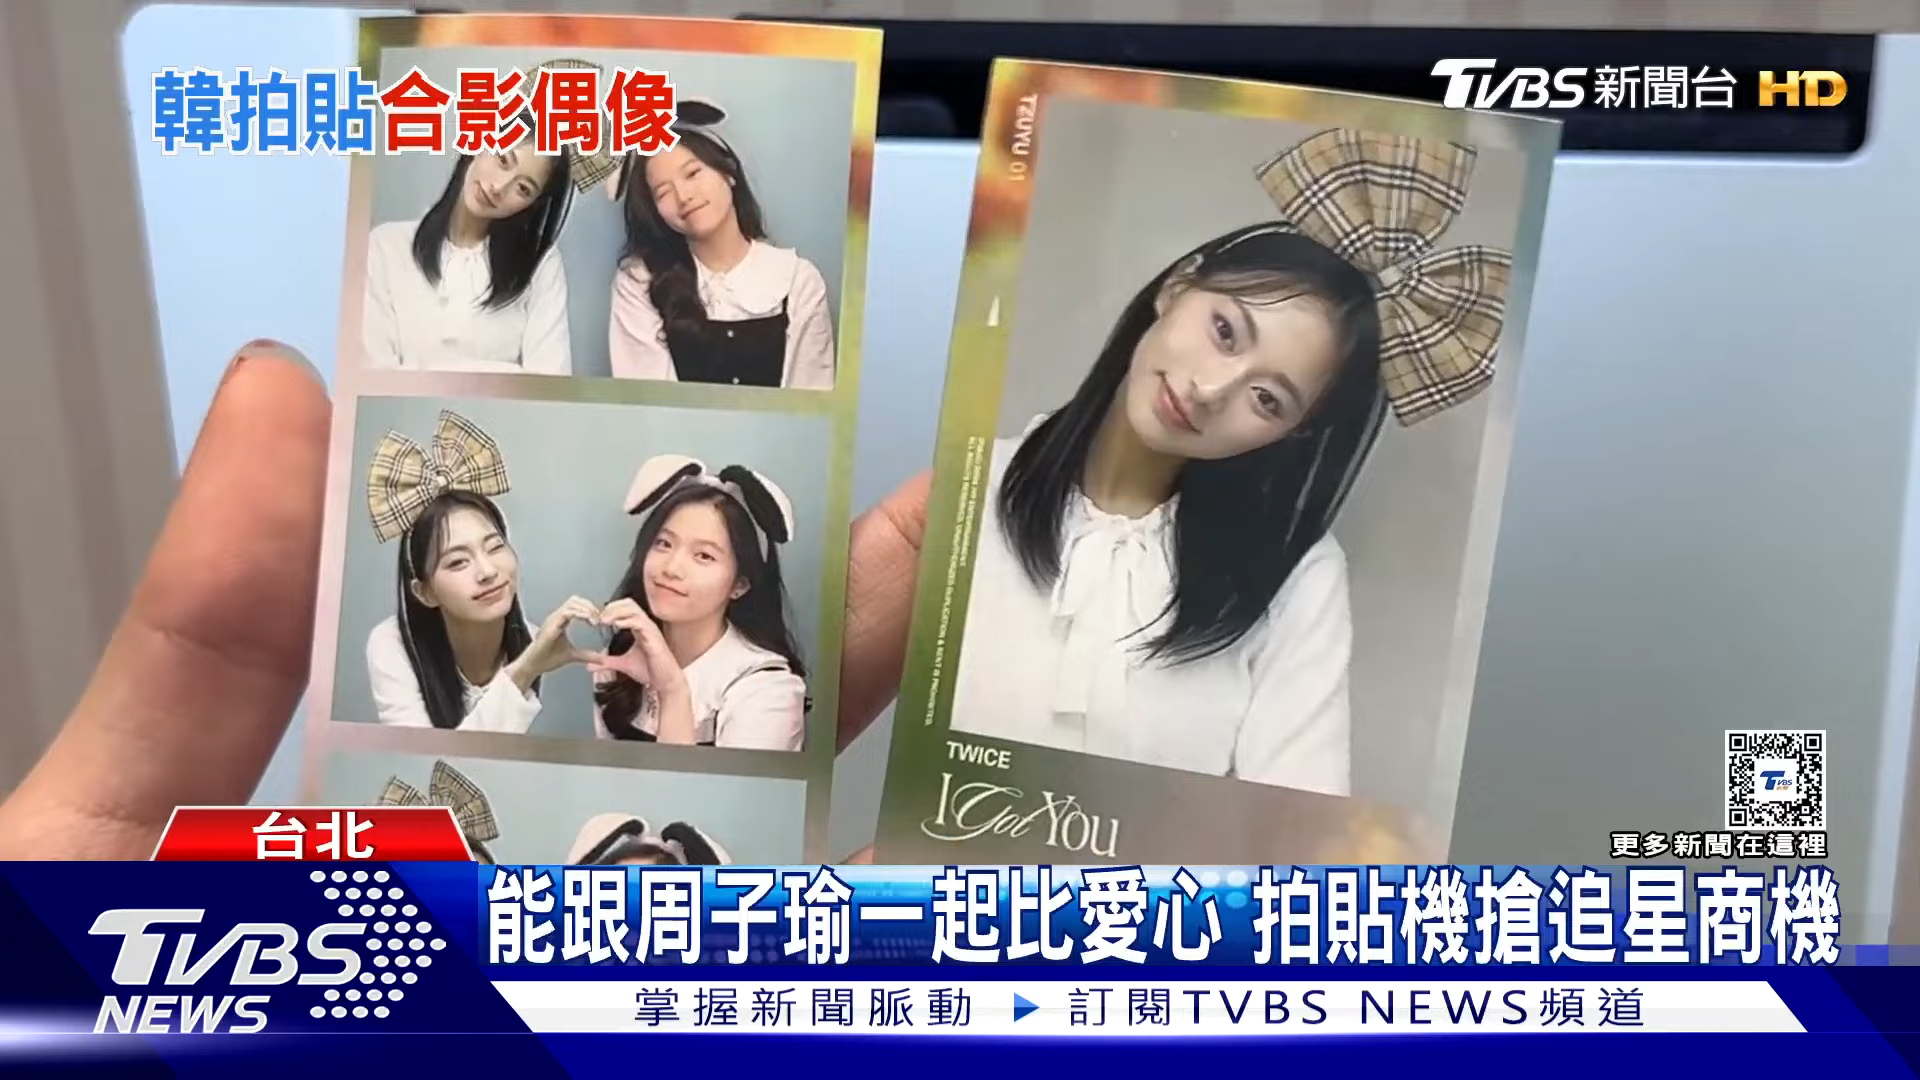 韓拍貼合影偶像
TVBS新聞台 HD
TZUYU 01
TWICE
I Got You
更多新聞在這裡
台北
能跟周子瑜一起比愛心 拍貼機搶追星商機
TVBS
NEWS
掌握新聞脈動 ▶ 訂閱TVBS NEWS頻道